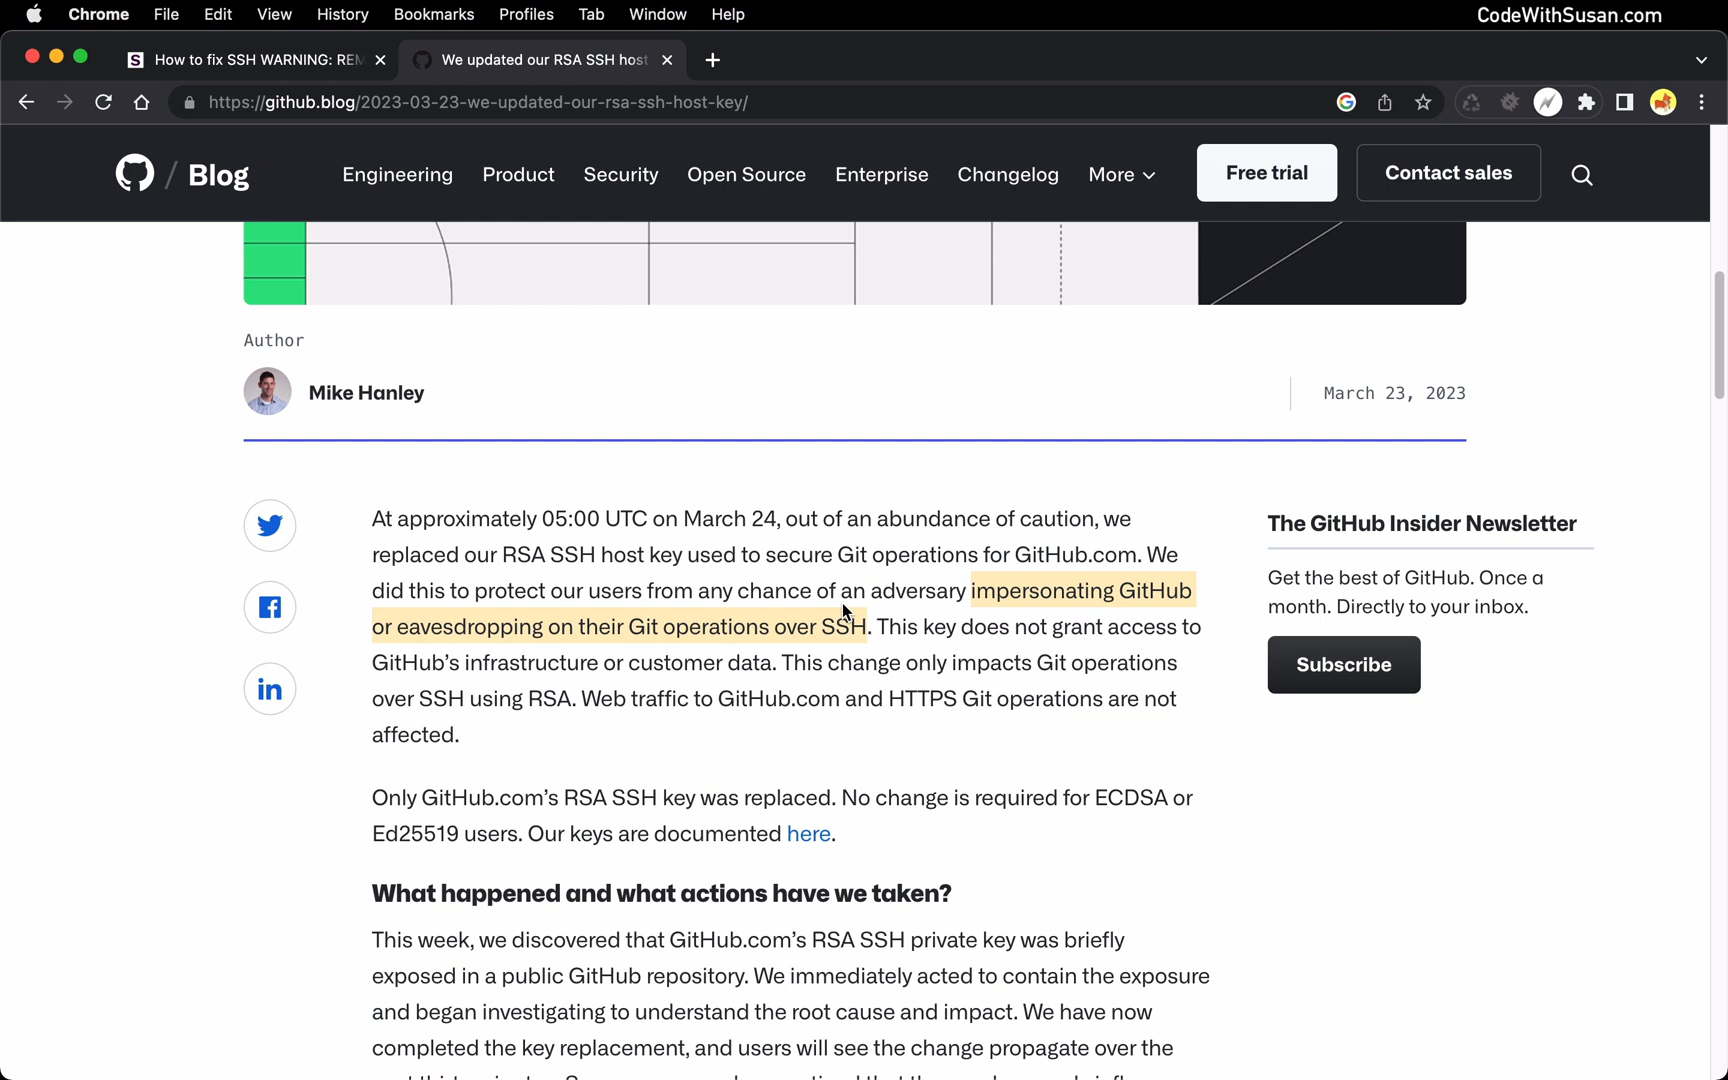 Chrome File Edit View History Bookmarks Profiles Tab Window Help CodeWithSusan.com
How to fix SSH WARNING: REM We updated our RSA SSH host
https://github.blog/2023-03-23-we-updated-our-rsa-ssh-host-key/
/ Blog Engineering Product Security Open Source Enterprise Changelog More Free trial Contact sales
Author
Mike Hanley March 23, 2023
At approximately 05:00 UTC on March 24, out of an abundance of caution, we
replaced our RSA SSH host key used to secure Git operations for GitHub.com. We
did this to protect our users from any chance of an adversary impersonating GitHub
or eavesdropping on their Git operations over SSH. This key does not grant access to
GitHub’s infrastructure or customer data. This change only impacts Git operations
over SSH using RSA. Web traffic to GitHub.com and HTTPS Git operations are not
affected.
Only GitHub.com’s RSA SSH key was replaced. No change is required for ECDSA or
Ed25519 users. Our keys are documented here.
What happened and what actions have we taken?
This week, we discovered that GitHub.com’s RSA SSH private key was briefly
exposed in a public GitHub repository. We immediately acted to contain the exposure
and began investigating to understand the root cause and impact. We have now
completed the key replacement, and users will see the change propagate over the
The GitHub Insider Newsletter
Get the best of GitHub. Once a
month. Directly to your inbox.
Subscribe